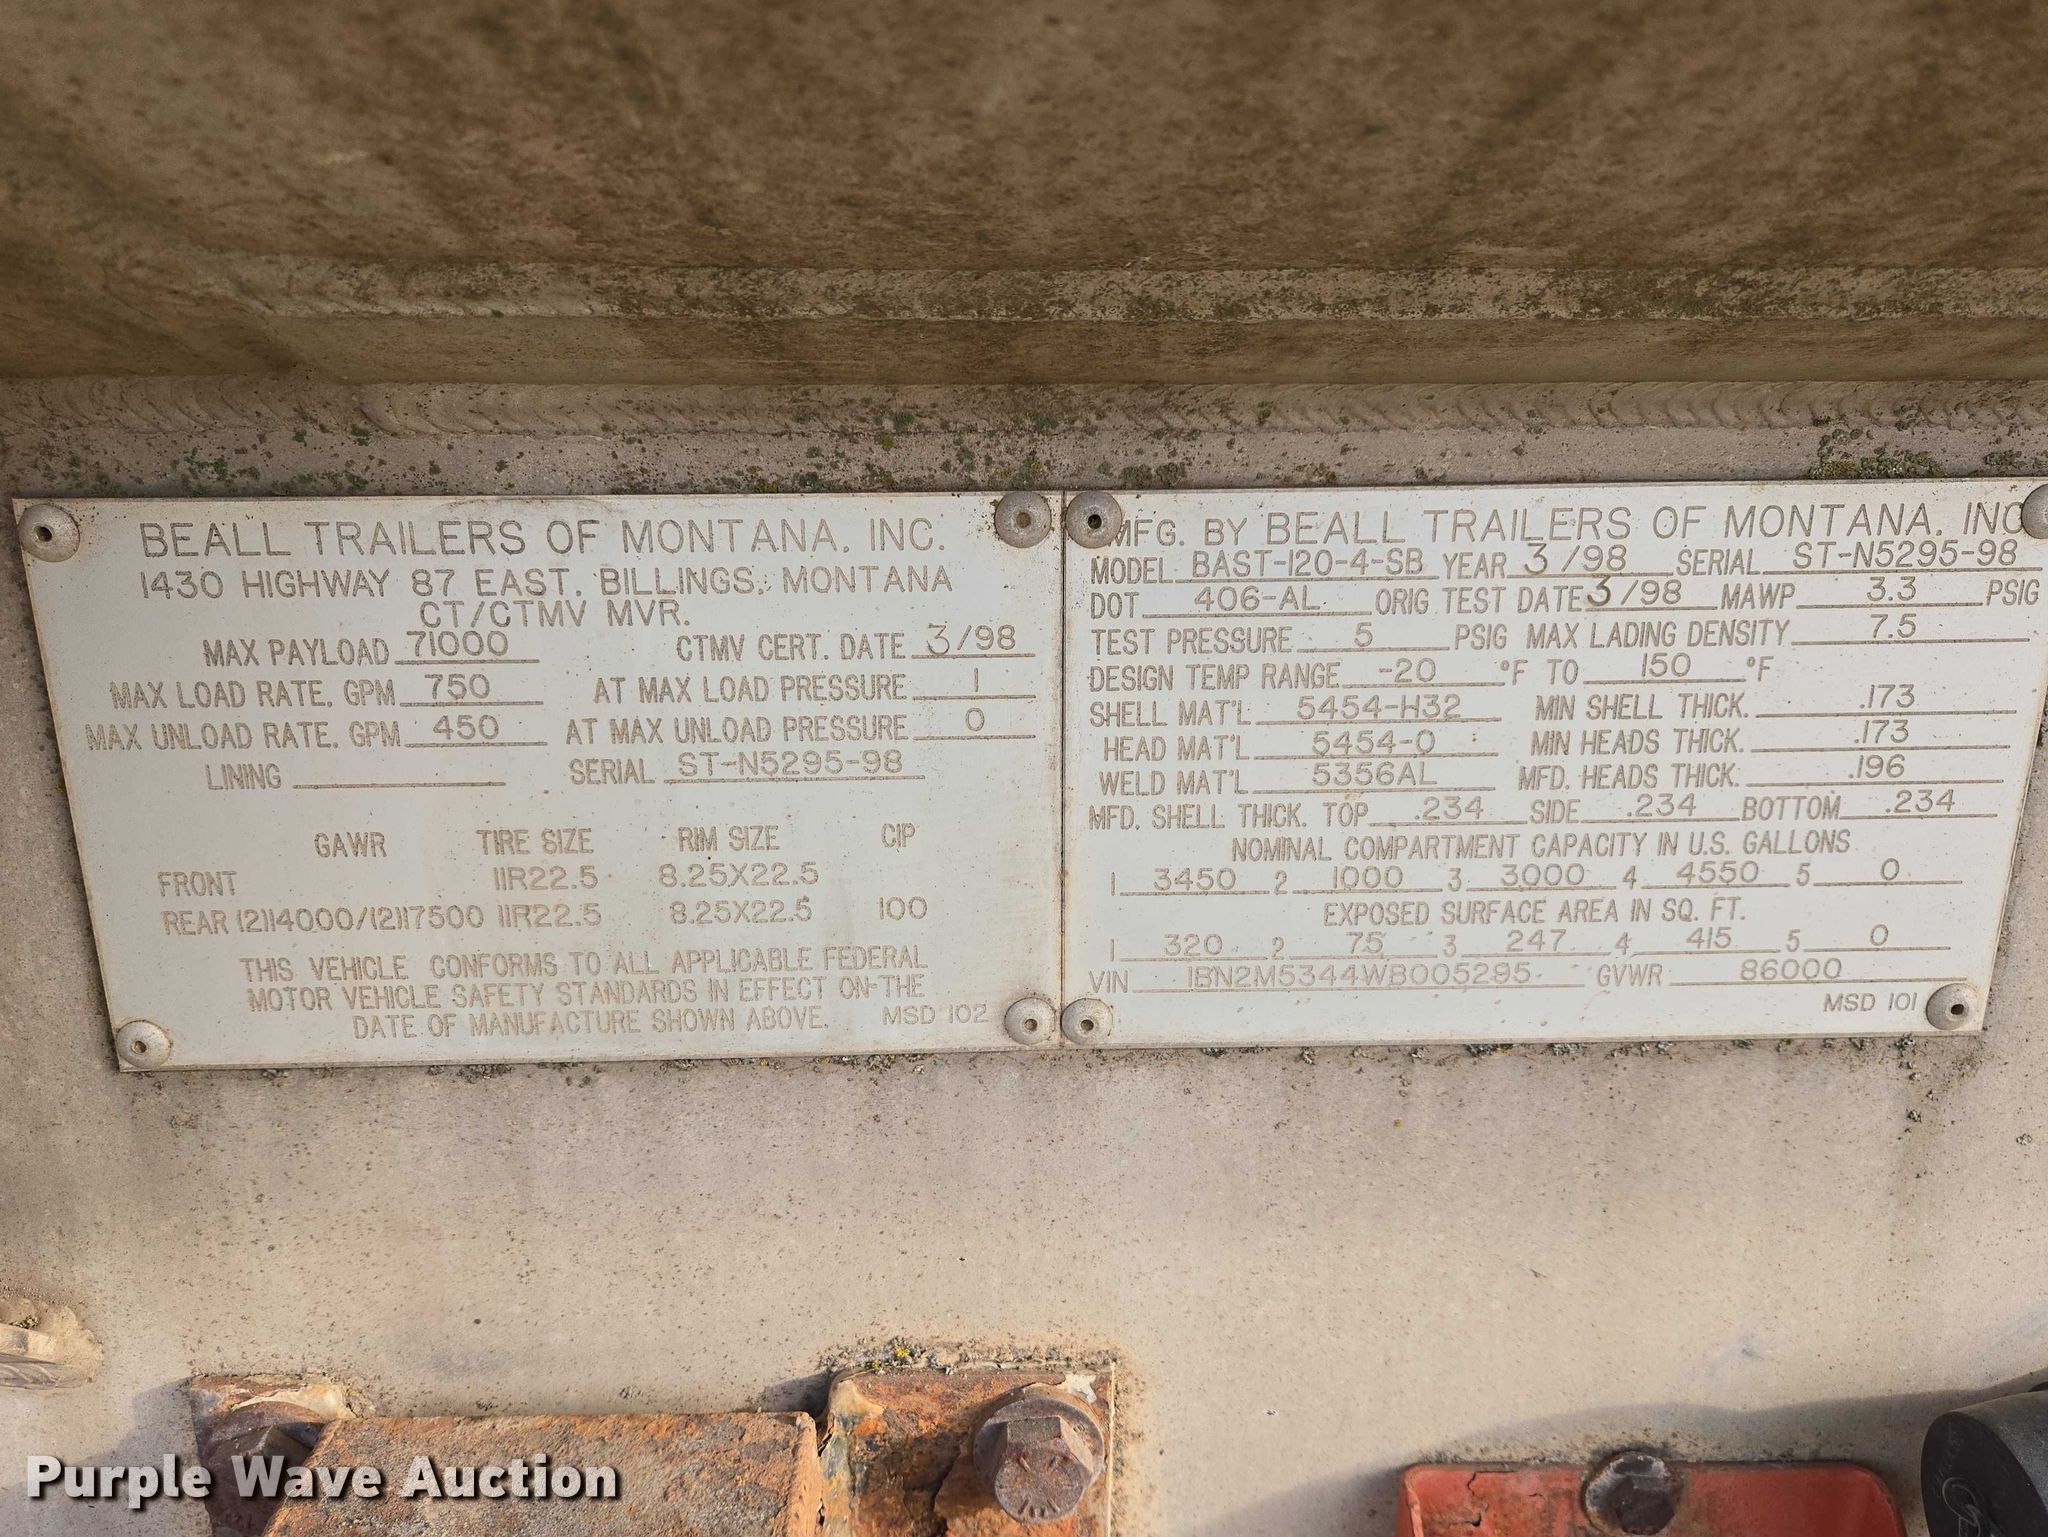 BEALL TRAILERS OF MONTANA, INC.
1430 HIGHWAY 87 EAST, BILLINGS, MONTANA
CT/CTMV MVR.
MAX PAYLOAD 71000 CTMV CERT. DATE 3/98
MAX LOAD RATE, GPM 750 AT MAX LOAD PRESSURE 1
MAX UNLOAD RATE, GPM 450 AT MAX UNLOAD PRESSURE 0
LINING SERIAL ST-N5295-98
GAWR TIRE SIZE RIM SIZE CIP
FRONT 11R22.5 8.25X22.5
REAR (2)14000/(2)17500 11R22.5 8.25X22.5 100
THIS VEHICLE CONFORMS TO ALL APPLICABLE FEDERAL
MOTOR VEHICLE SAFETY STANDARDS IN EFFECT ON THE
DATE OF MANUFACTURE SHOWN ABOVE. MSD 102
MFG. BY BEALL TRAILERS OF MONTANA, INC
MODEL BAST-120-4-SB YEAR 3/98 SERIAL ST-N5295-98
DOT 406-AL ORIG TEST DATE 3/98 MAWP 3.3 PSIG
TEST PRESSURE 5 PSIG MAX LADING DENSITY 7.5
DESIGN TEMP RANGE -20 °F TO 150 °F
SHELL MAT'L 5454-H32 MIN SHELL THICK. .173
HEAD MAT'L 5454-0 MIN HEADS THICK. .173
WELD MAT'L 5356AL MFD. HEADS THICK. .196
MFD. SHELL THICK. TOP .234 SIDE .234 BOTTOM .234
NOMINAL COMPARTMENT CAPACITY IN U.S. GALLONS
1 3450 2 1000 3 3000 4 4550 5 0
EXPOSED SURFACE AREA IN SQ. FT.
1 320 2 75 3 247 4 415 5 0
VIN 1BN2M5344WB005295 GVWR 86000
MSD 101
Purple Wave Auction